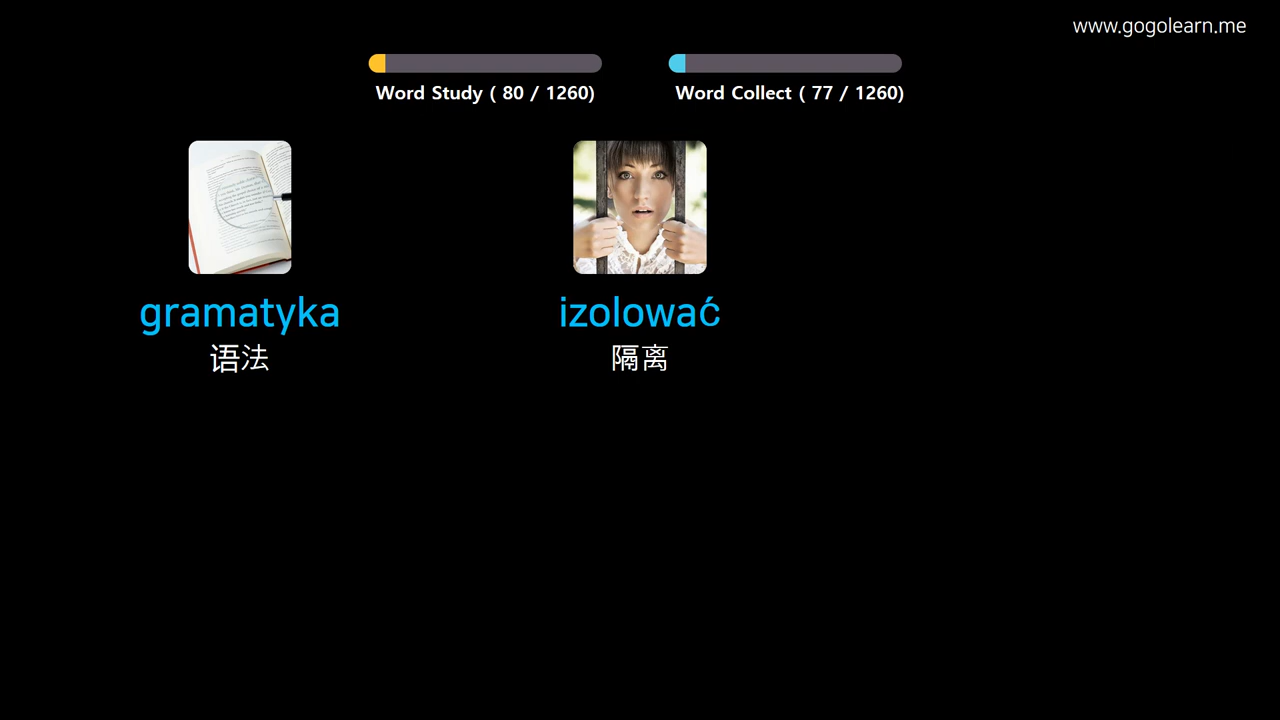 www.gogolearn.me
Word Study ( 80 / 1260)
Word Collect ( 77 / 1260)
gramatyka
语法
izolować
隔离